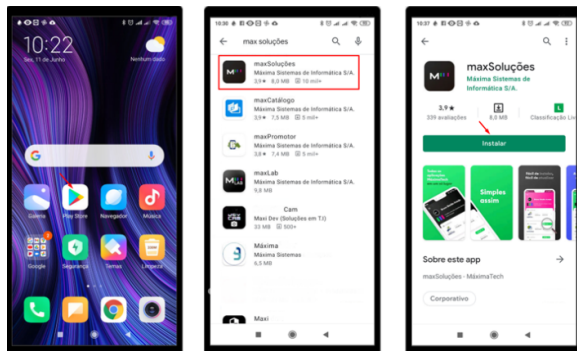 10:22
Sex, 11 de Junho
Nenhum dado
Galeria
Play Store
Navegador
Música
Google
Segurança
Temas
Limpeza
10:30
max soluções
maxSoluções
Máxima Sistemas de Informática S/A.
3,9★ 8,0 MB 10 mil+
maxCatálogo
Máxima Sistemas de Informática S/A.
3,9★ 7,5 MB 5 mil+
maxPromotor
Máxima Sistemas de Informática S/A.
3,8★ 7,4 MB 5 mil+
maxLab
Máxima Sistemas de Informática S/A.
9,8 MB
Cam
Maxi Dev (Soluções em T.I)
33 MB 500+
Máxima
Máxima Sistemas
6,5 MB
Maxi
10:37
maxSoluções
Máxima Sistemas de
Informática S/A.
3,9★
339 avaliações
8,0 MB
L
Classificação Liv
Instalar
Simples
assim
Sobre este app
maxSoluções - MáximaTech
Corporativo